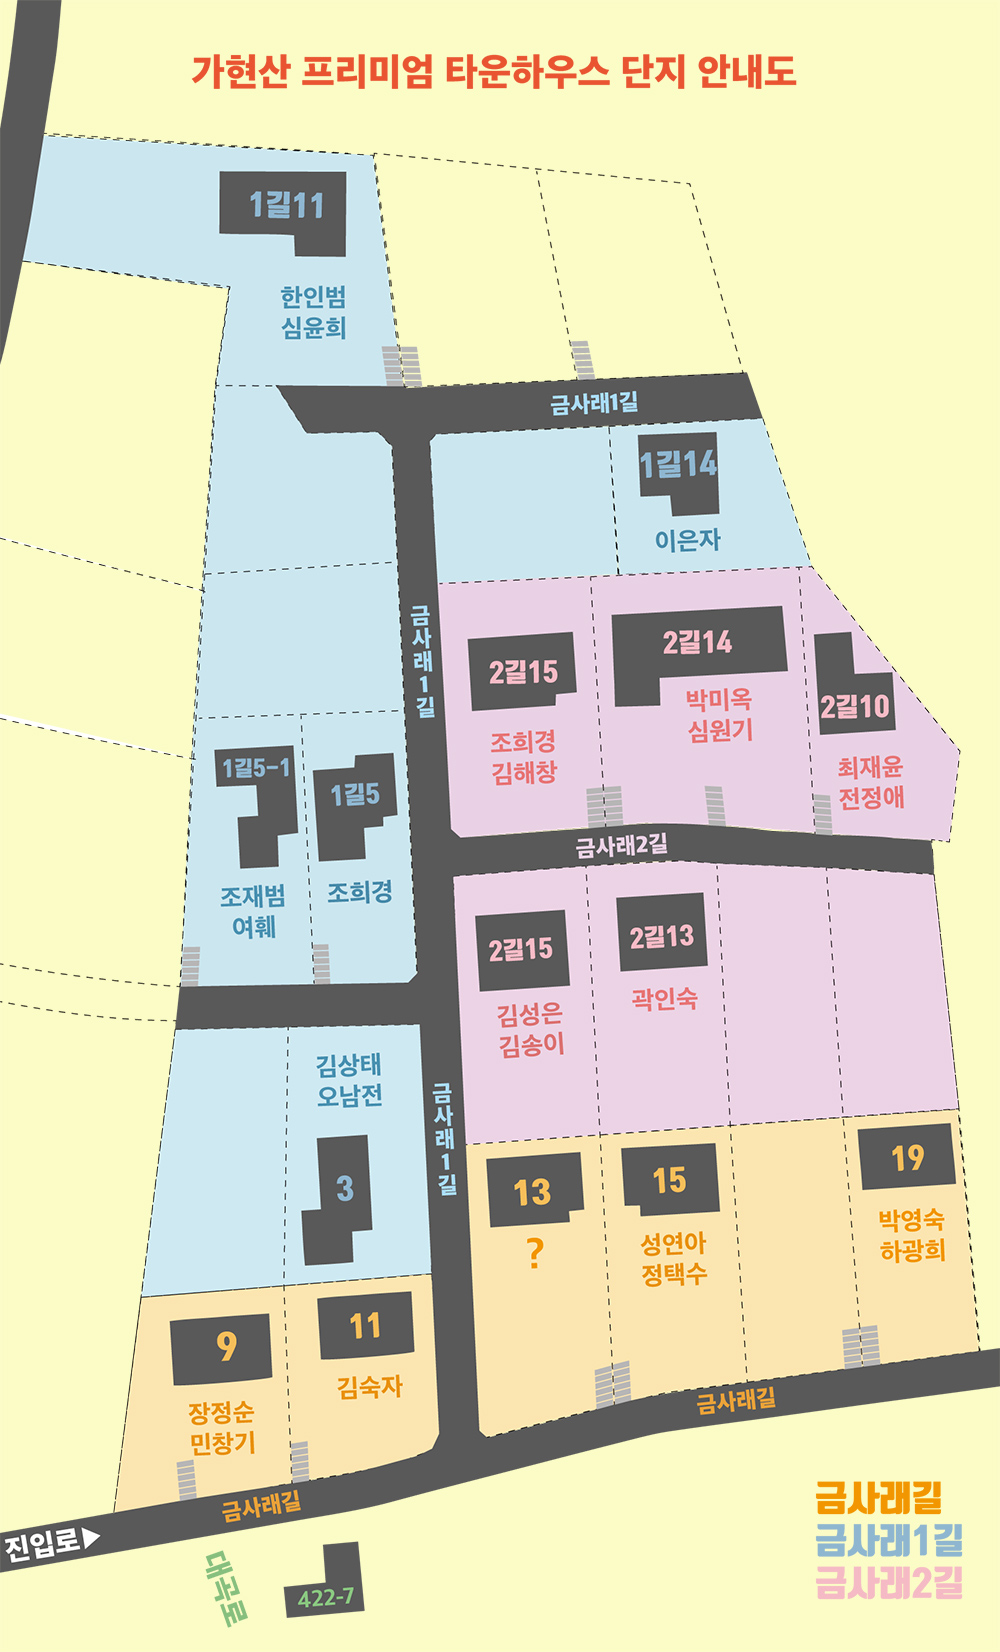 가현산 프리미엄 타운하우스 단지 안내도
1길11
한인범
심윤희
금사래1길
1길14
이은자
금사래1길
2길15
조희경
김해창
2길14
박미옥
심원기
2길10
최재윤
전정애
1길5-1
조재범
여훼
1길5
조희경
금사래2길
2길15
김성은
김송이
2길13
곽인숙
김상태
오남전
3
금사래1길
13
?
15
성연아
정택수
19
박영숙
하광희
9
장정순
민창기
11
김숙자
금사래길
금사래길
진입로▶
대곡로
422-7
금사래길
금사래1길
금사래2길